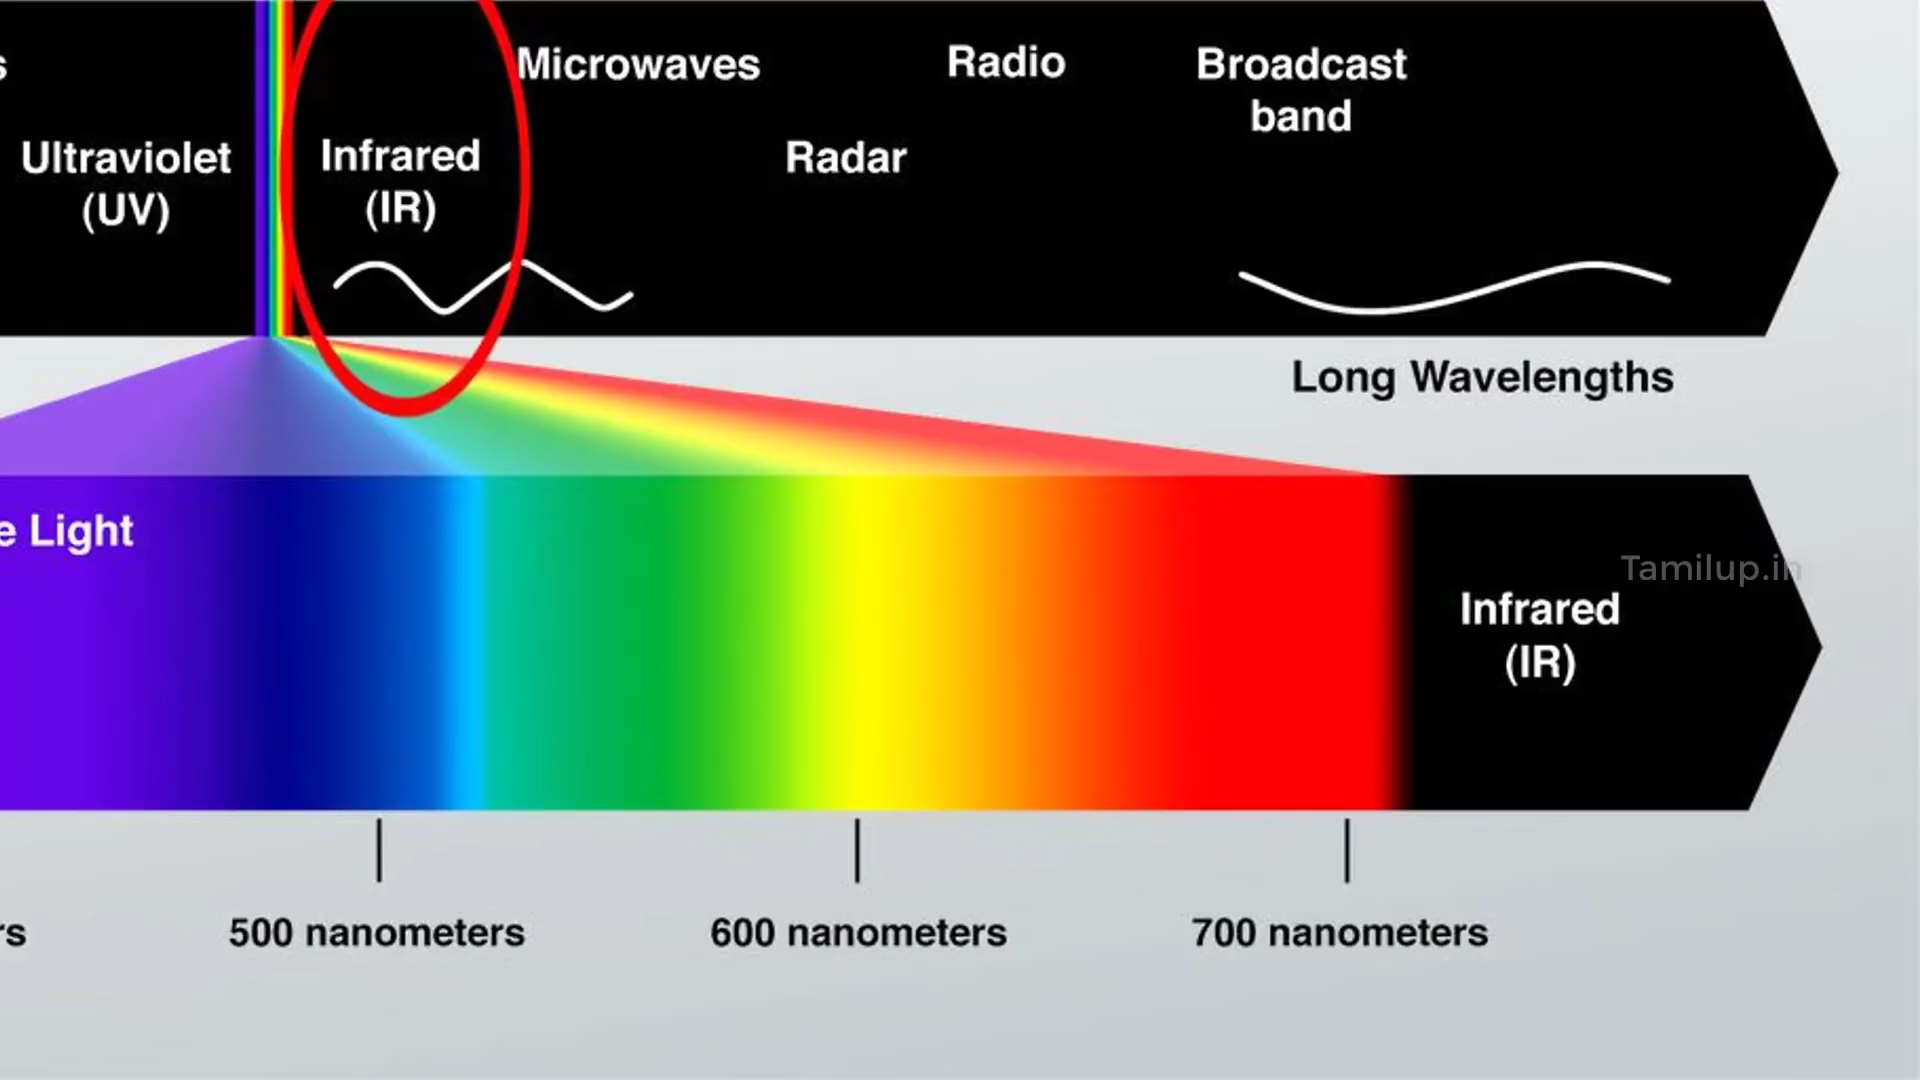 s
Microwaves
Radio
Broadcast
band
Ultraviolet
(UV)
Infrared
(IR)
Radar
Long Wavelengths
e Light
Tamilup.in
Infrared
(IR)
rs
500 nanometers
600 nanometers
700 nanometers